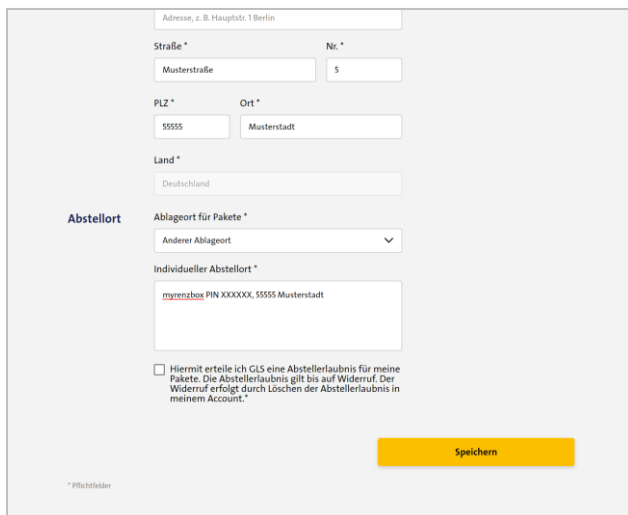 Adresse, z. B. Hauptstr. 1 Berlin
Straße * Nr. *
Musterstraße 5
PLZ * Ort *
55555 Musterstadt
Land *
Deutschland
Abstellort Ablageort für Pakete *
Anderer Ablageort
Individueller Abstellort *
myrenzbox PIN XXXXXX, 55555 Musterstadt
Hiermit erteile ich GLS eine Abstellerlaubnis für meine
Pakete. Die Abstellerlaubnis gilt bis auf Widerruf. Der
Widerruf erfolgt durch Löschen der Abstellerlaubnis in
meinem Account.*
Speichern
* Pflichtfelder